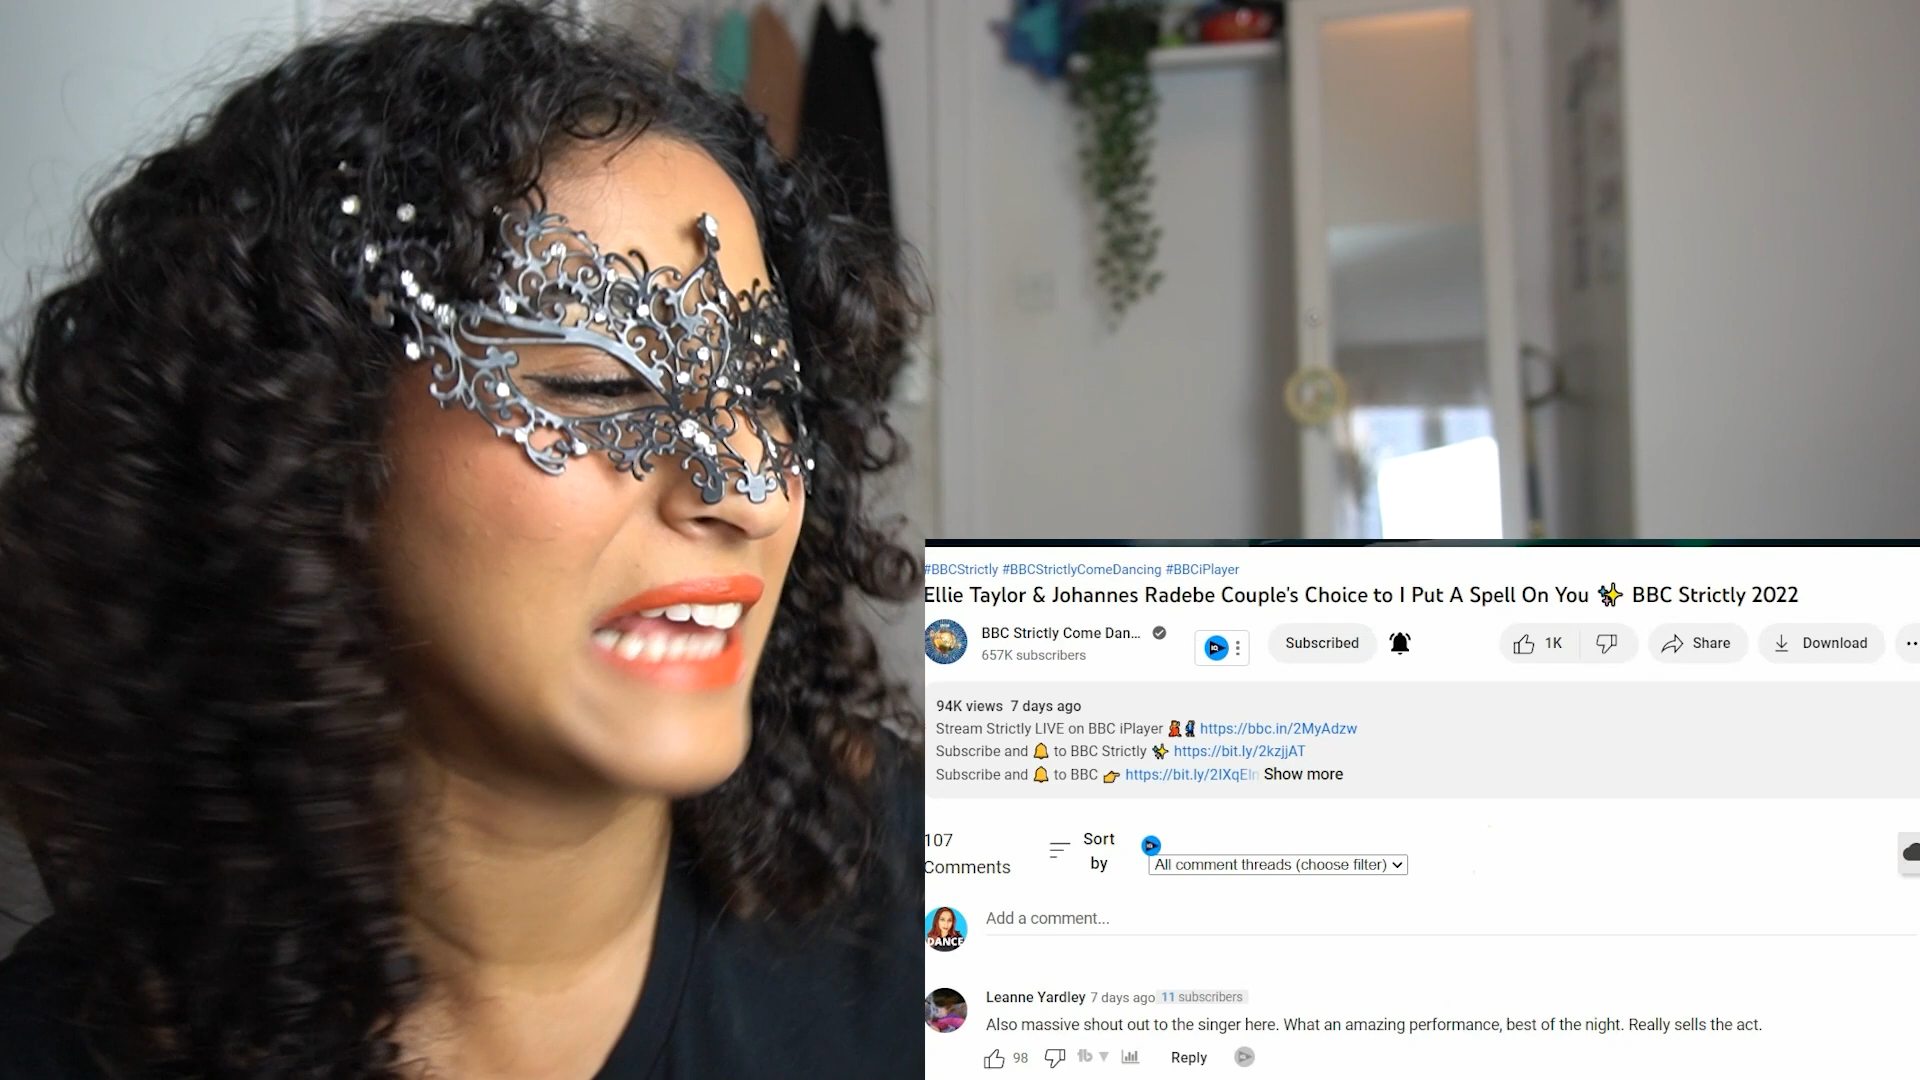 #BBCStrictly #BBCStrictlyComeDancing #BBCiPlayer
Ellie Taylor & Johannes Radebe Couple's Choice to I Put A Spell On You ✨ BBC Strictly 2022
BBC Strictly Come Dan...
657K subscribers
Subscribed
1K
Share
Download
94K views 7 days ago
Stream Strictly LIVE on BBC iPlayer 💃🕺 https://bbc.in/2MyAdzw
Subscribe and 🔔 to BBC Strictly ✨ https://bit.ly/2kzjjAT
Subscribe and 🔔 to BBC 👉 https://bit.ly/2IXqEIn Show more
107
Comments
Sort
by
All comment threads (choose filter)
DANCE
Add a comment...
Leanne Yardley 7 days ago 11 subscribers
Also massive shout out to the singer here. What an amazing performance, best of the night. Really sells the act.
98
Reply